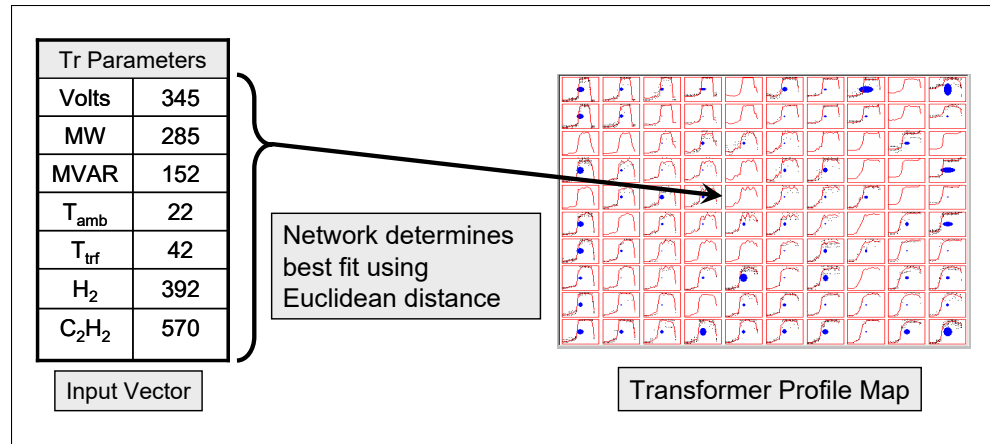 Tr Parameters
Volts 345
MW 285
MVAR 152
Tamb 22
Ttrf 42
H2 392
C2H2 570
Input Vector
Network determines
best fit using
Euclidean distance
Transformer Profile Map